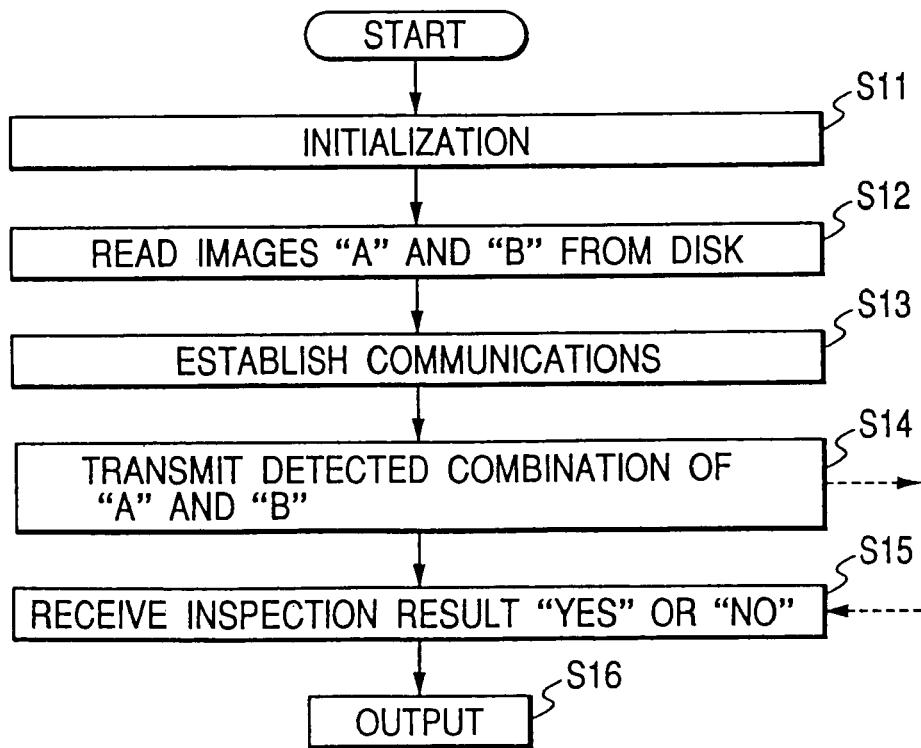 START
S11
INITIALIZATION
S12
READ IMAGES “A” AND “B” FROM DISK
S13
ESTABLISH COMMUNICATIONS
S14
TRANSMIT DETECTED COMBINATION OF
“A” AND “B”
S15
RECEIVE INSPECTION RESULT “YES” OR “NO”
S16
OUTPUT